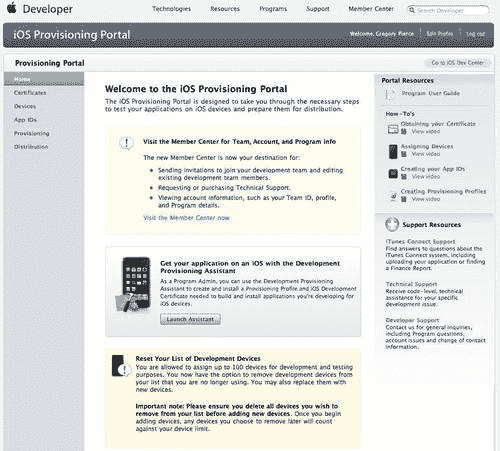 Developer
Technologies Resources Programs Support Member Center
Search Developer
iOS Provisioning Portal
Welcome, Gregory Pierce Edit Profile Log out
Provisioning Portal
Go to iOS Dev Center
Home
Certificates
Devices
App IDs
Provisioning
Distribution
Welcome to the iOS Provisioning Portal
The iOS Provisioning Portal is designed to take you through the necessary steps
to test your applications on iOS devices and prepare them for distribution.
Visit the Member Center for Team, Account, and Program info
The new Member Center is now your destination for:
• Sending invitations to join your development team and editing
existing development team members.
• Requesting or purchasing Technical Support.
• Viewing account information, such as your Team ID, profile,
and Program details.
Visit the Member Center now
Get your application on an iOS with the Development
Provisioning Assistant
As a Program Admin, you can use the Development Provisioning
Assistant to create and install a Provisioning Profile and iOS Development
Certificate needed to build and install applications you're developing for
iOS devices.
Launch Assistant
Reset Your List of Development Devices
You are allowed to assign up to 100 devices for development and testing
purposes. You now have the option to remove development devices from
your list that you are no longer using. You may also replace them with
new devices.
Important note: Please ensure you delete all devices you wish to
remove from your list before adding new devices. Once you begin
adding devices, any devices you choose to remove later will count
against your device limit.
Portal Resources
Program User Guide
How-To's
Obtaining your Certificate
View video
Assigning Devices
View video
Creating your App IDs
View video
Creating Provisioning Profiles
View video
Support Resources
iTunes Connect Support
Find answers to questions about the
iTunes Connect system, including
uploading your application or finding
a Finance Report.
Technical Support
Receive code-level, technical
assistance for your specific
development issue.
Developer Support
Contact us for general inquiries,
including Program questions,
account issues and change of contact
information.